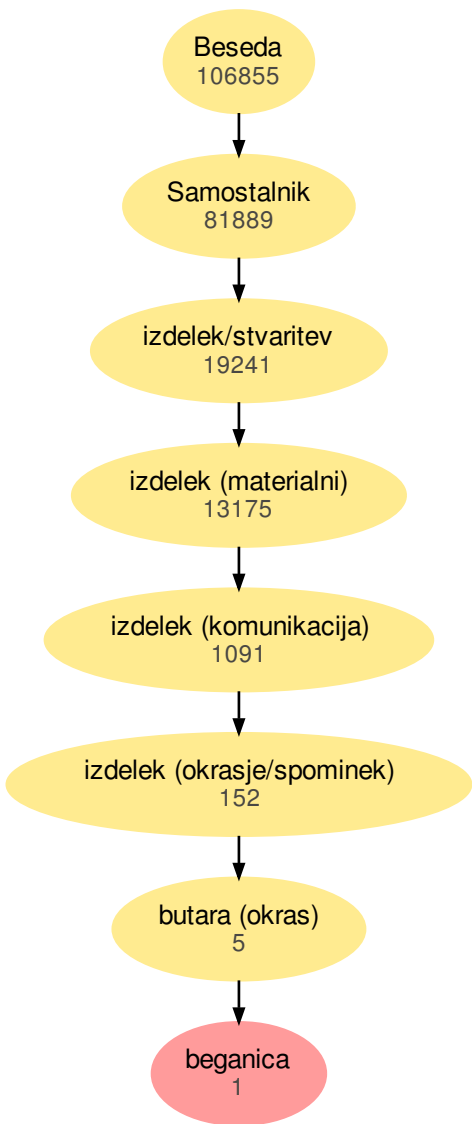 Beseda
106855
Samostalnik
81889
izdelek/stvaritev
19241
izdelek (materialni)
13175
izdelek (komunikacija)
1091
izdelek (okrasje/spominek)
152
butara (okras)
5
beganica
1